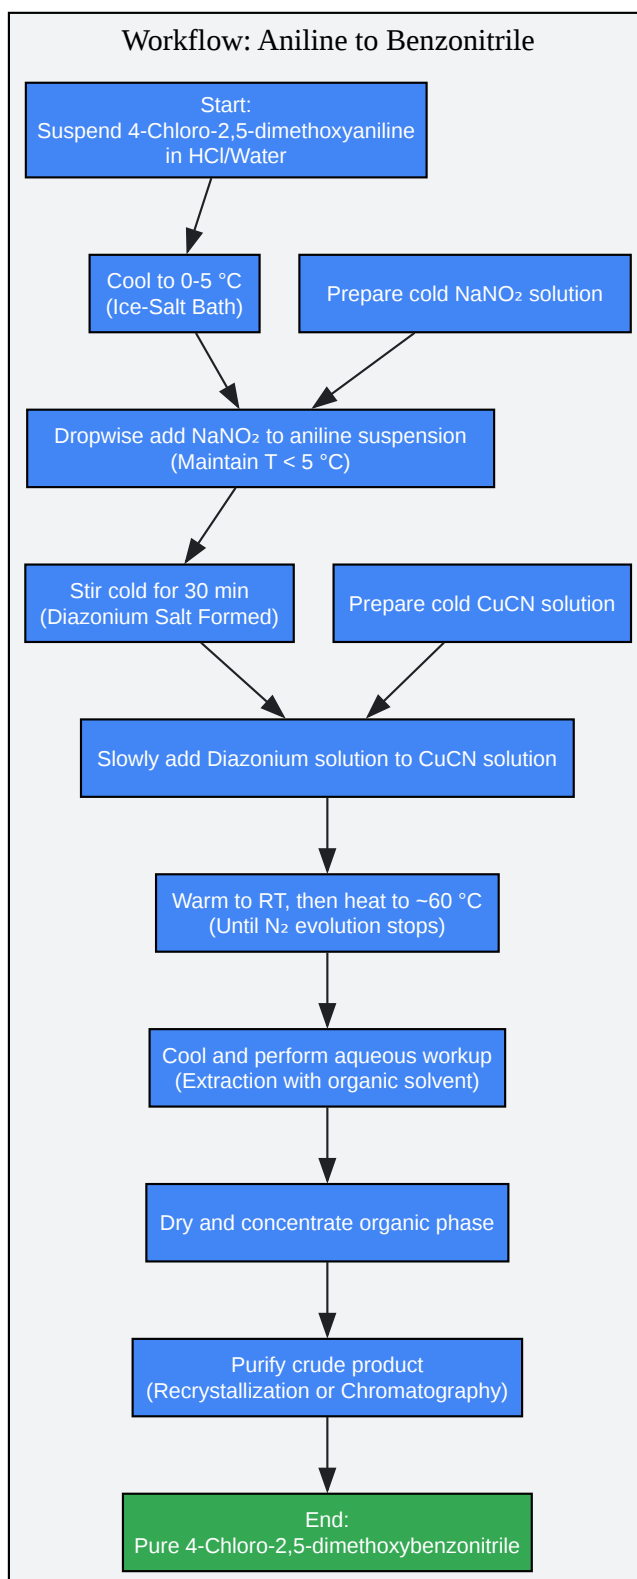 Workflow: Aniline to Benzonitrile
Start:
Suspend 4-Chloro-2,5-dimethoxyaniline
in HCl/Water
Cool to 0-5 °C
(Ice-Salt Bath)
Prepare cold NaNO₂ solution
Dropwise add NaNO₂ to aniline suspension
(Maintain T < 5 °C)
Stir cold for 30 min
(Diazonium Salt Formed)
Prepare cold CuCN solution
Slowly add Diazonium solution to CuCN solution
Warm to RT, then heat to ~60 °C
(Until N₂ evolution stops)
Cool and perform aqueous workup
(Extraction with organic solvent)
Dry and concentrate organic phase
Purify crude product
(Recrystallization or Chromatography)
End:
Pure 4-Chloro-2,5-dimethoxybenzonitrile